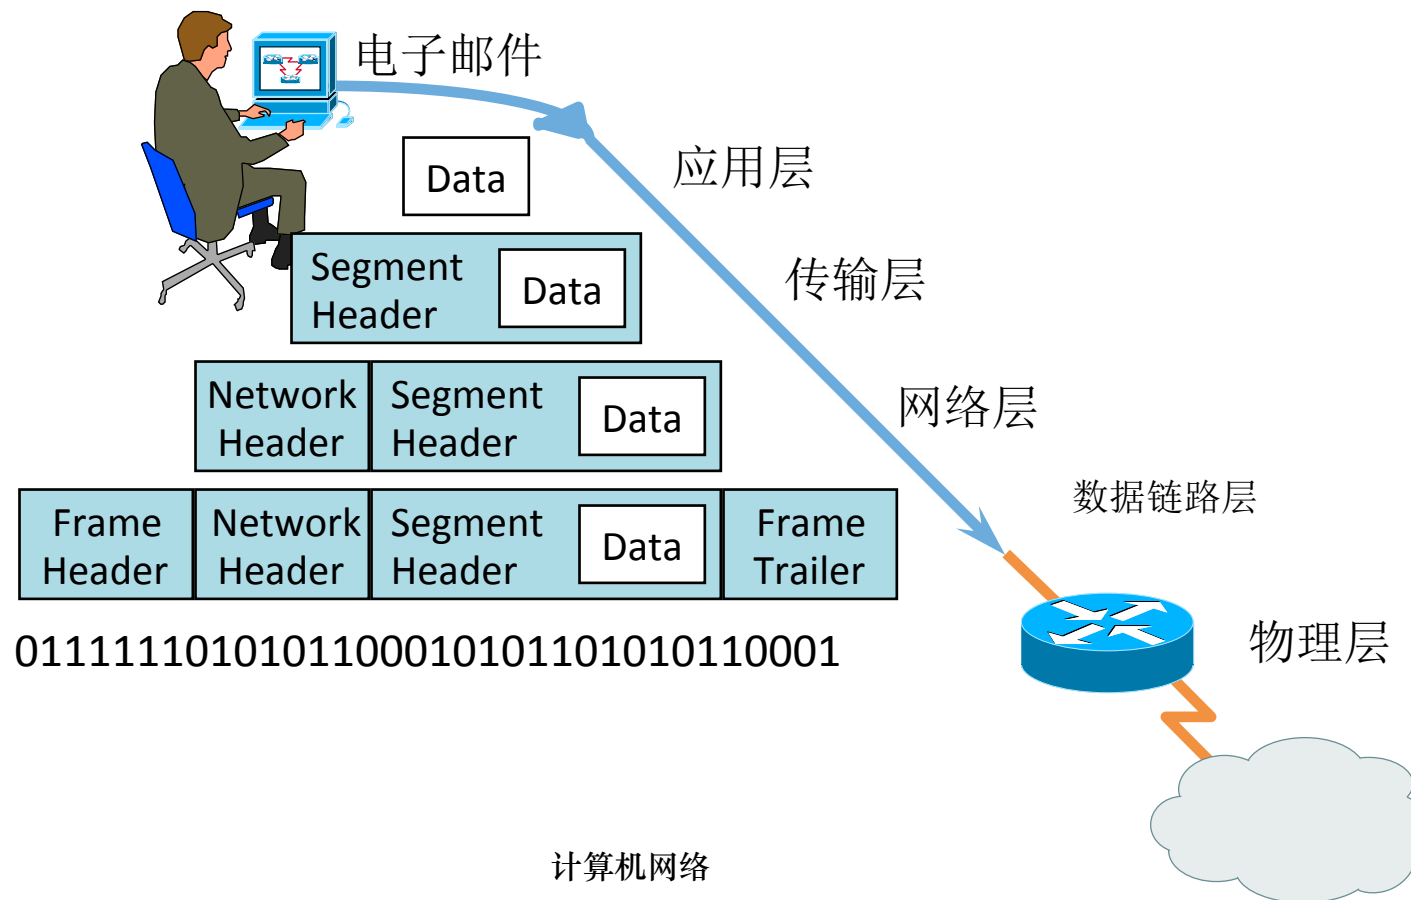 电子邮件
Data
应用层
Segment
Header
Data
传输层
Network
Header
Segment
Header
Data
网络层
Frame
Header
Network
Header
Segment
Header
Data
Frame
Trailer
数据链路层
0111111010101100010101101010110001
物理层
计算机网络